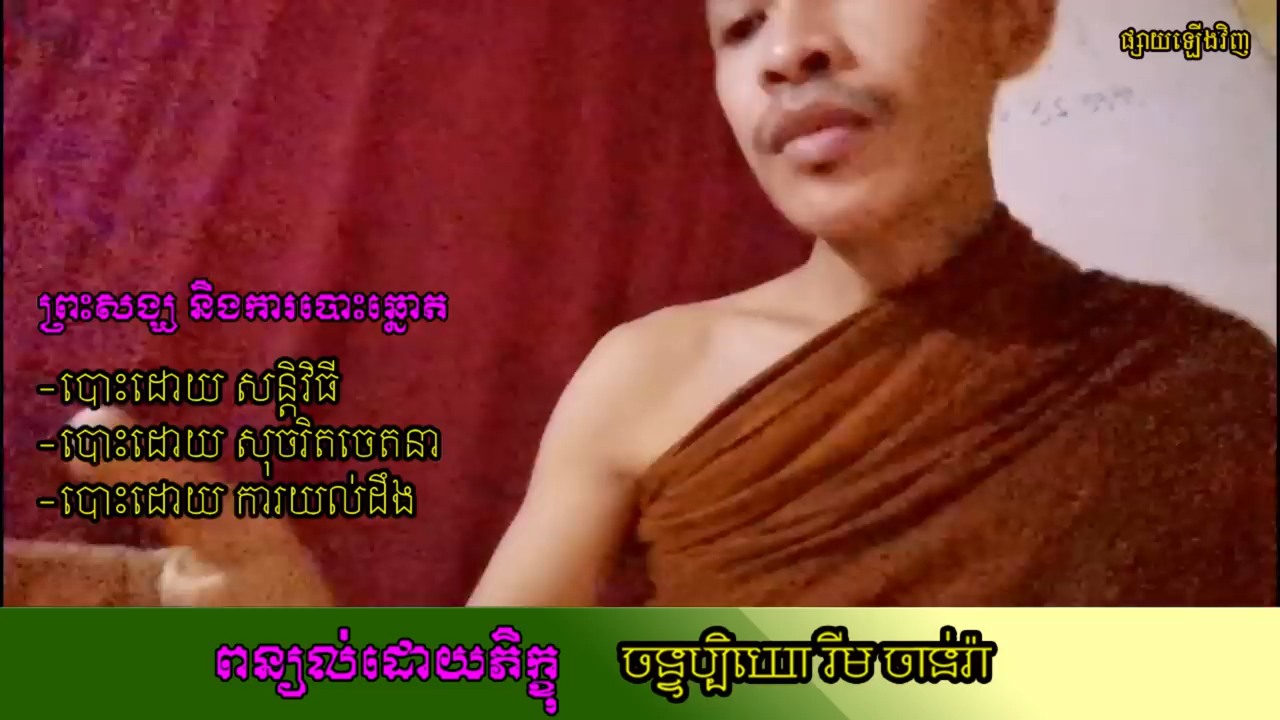 ផ្សាយឡើងវិញ
ព្រះសង្ឃ និងការបោះឆ្នោត
-បោះដោយ សន្តិវិធី
-បោះដោយ សុចរិតចេតនា
-បោះដោយ ការយល់ដឹង
ពន្យល់ដោយភិក្ខុ ចន្ទប្បិយោ រីម ចាន់រ៉ា